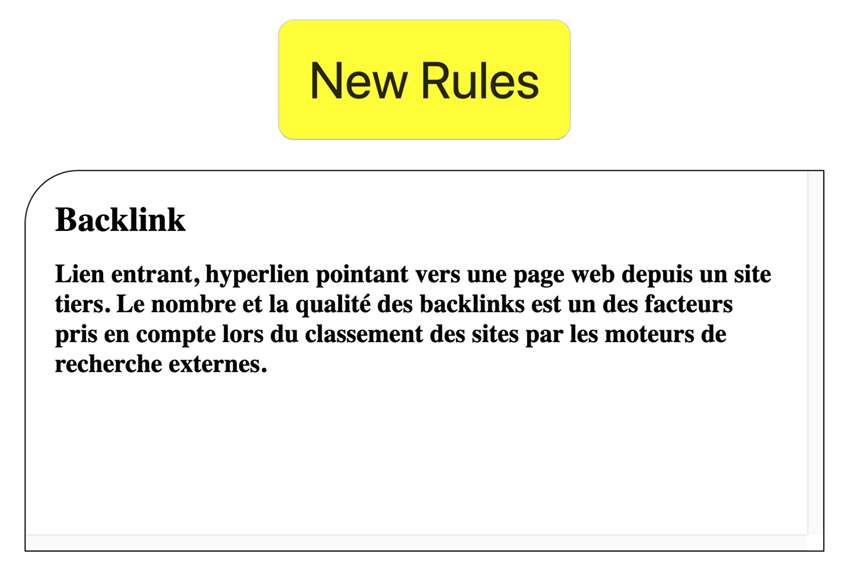 New Rules
Backlink
Lien entrant, hyperlien pointant vers une page web depuis un site
tiers. Le nombre et la qualité des backlinks est un des facteurs
pris en compte lors du classement des sites par les moteurs de
recherche externes.